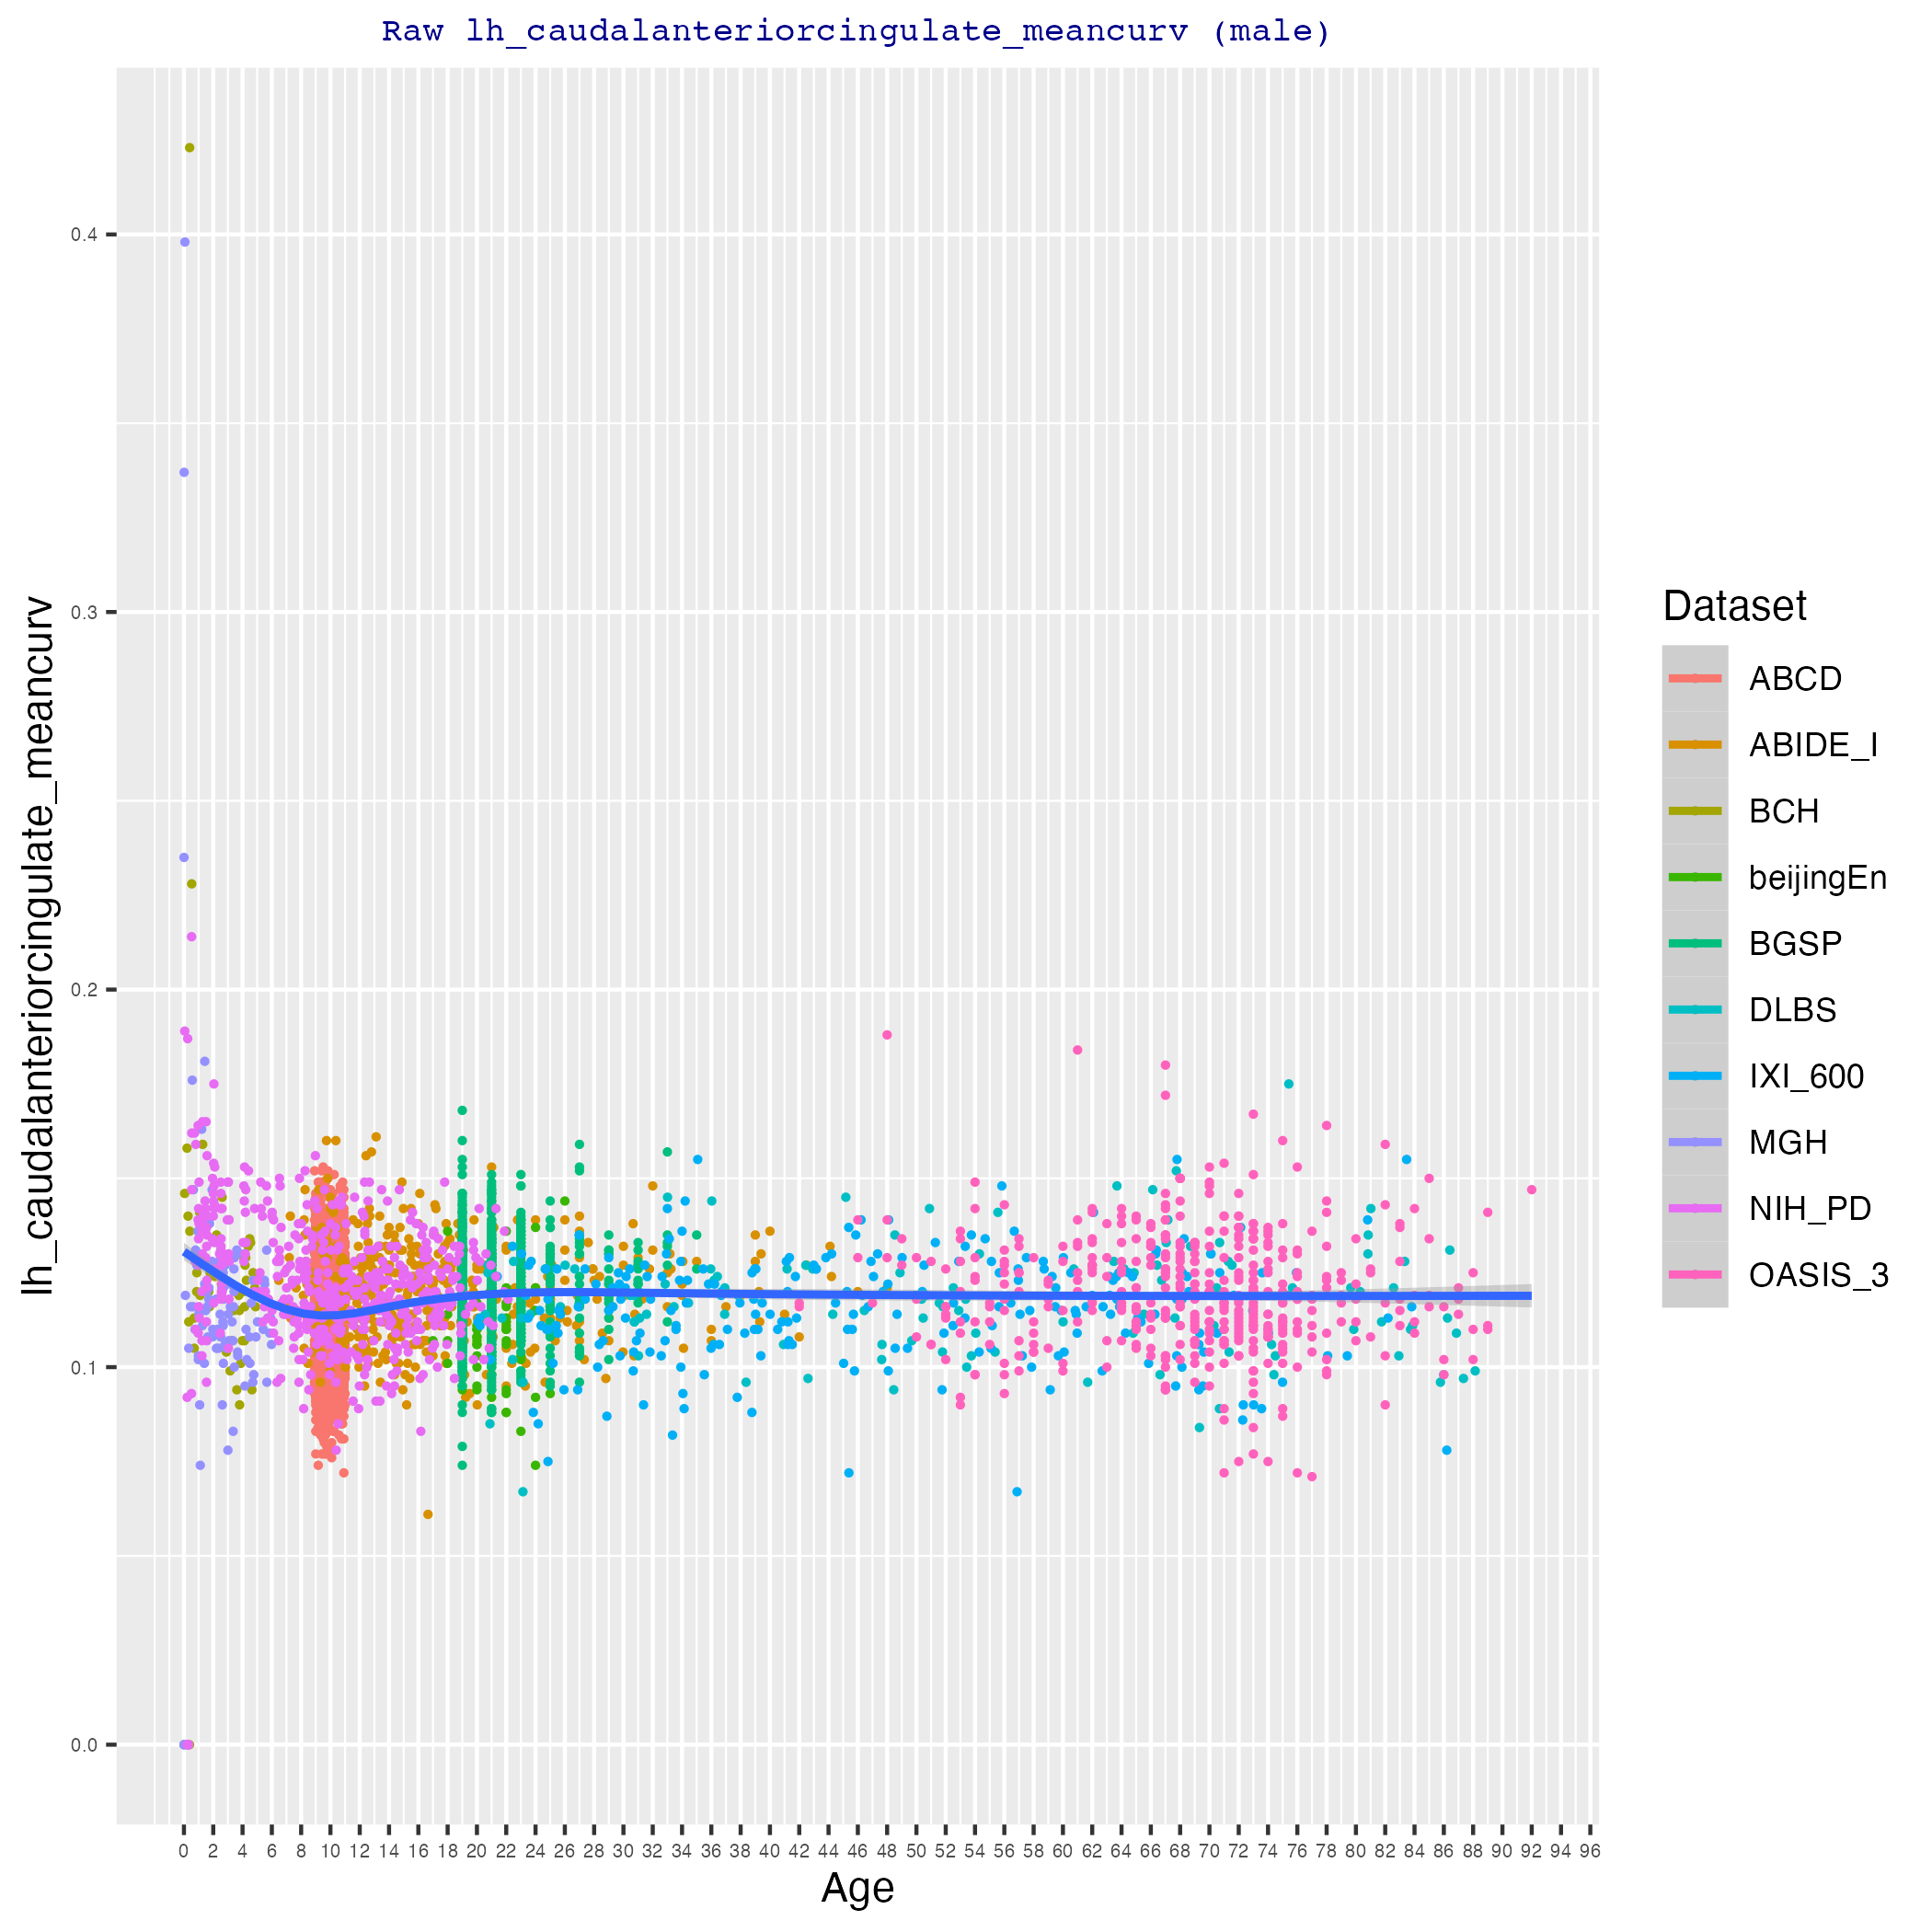 Raw lh_caudalanteriorcingulate_meancurv (male)
lh_caudalanteriorcingulate_meancurv
0.4
0.3
0.2
0.1
0.0
0 2 4 6 8 10 12 14 16 18 20 22 24 26 28 30 32 34 36 38 40 42 44 46 48 50 52 54 56 58 60 62 64 66 68 70 72 74 76 78 80 82 84 86 88 90 92 94 96
Age
Dataset
ABCD
ABIDE_I
BCH
beijingEn
BGSP
DLBS
IXI_600
MGH
NIH_PD
OASIS_3